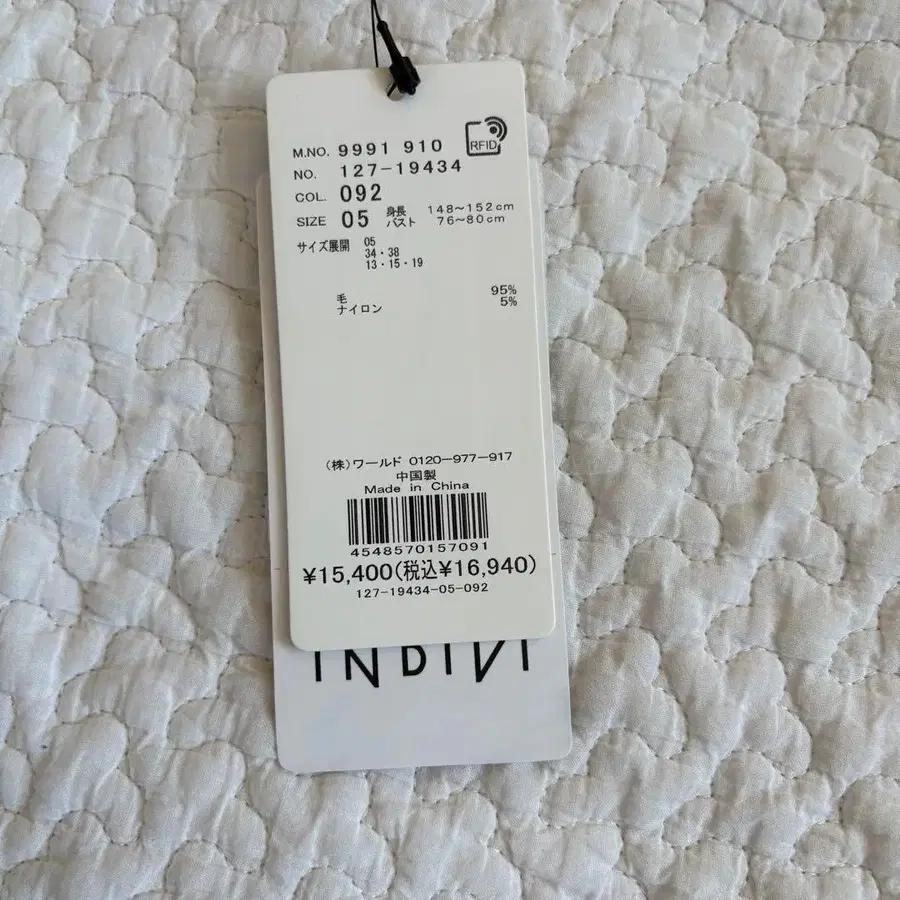 M.NO. 9991 910
RFID
NO. 127-19434
COL. 092
SIZE 05 身長 148~152cm
バスト 76~80cm
サイズ展開 05
34・38
13・15・19
毛 95%
ナイロン 5%
(株)ワールド 0120-977-917
中国製
Made in China
4548570157091
¥15,400(税込¥16,940)
127-19434-05-092
INDIVI